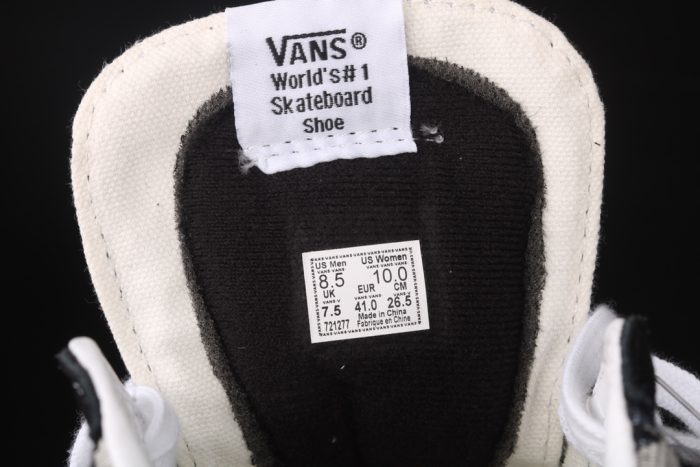 VANS®
World's#1
Skateboard
Shoe
US Men US Women
8.5 10.0
UK EUR CM
7.5 41.0 26.5
721277 Made in China
Fabrique en Chine